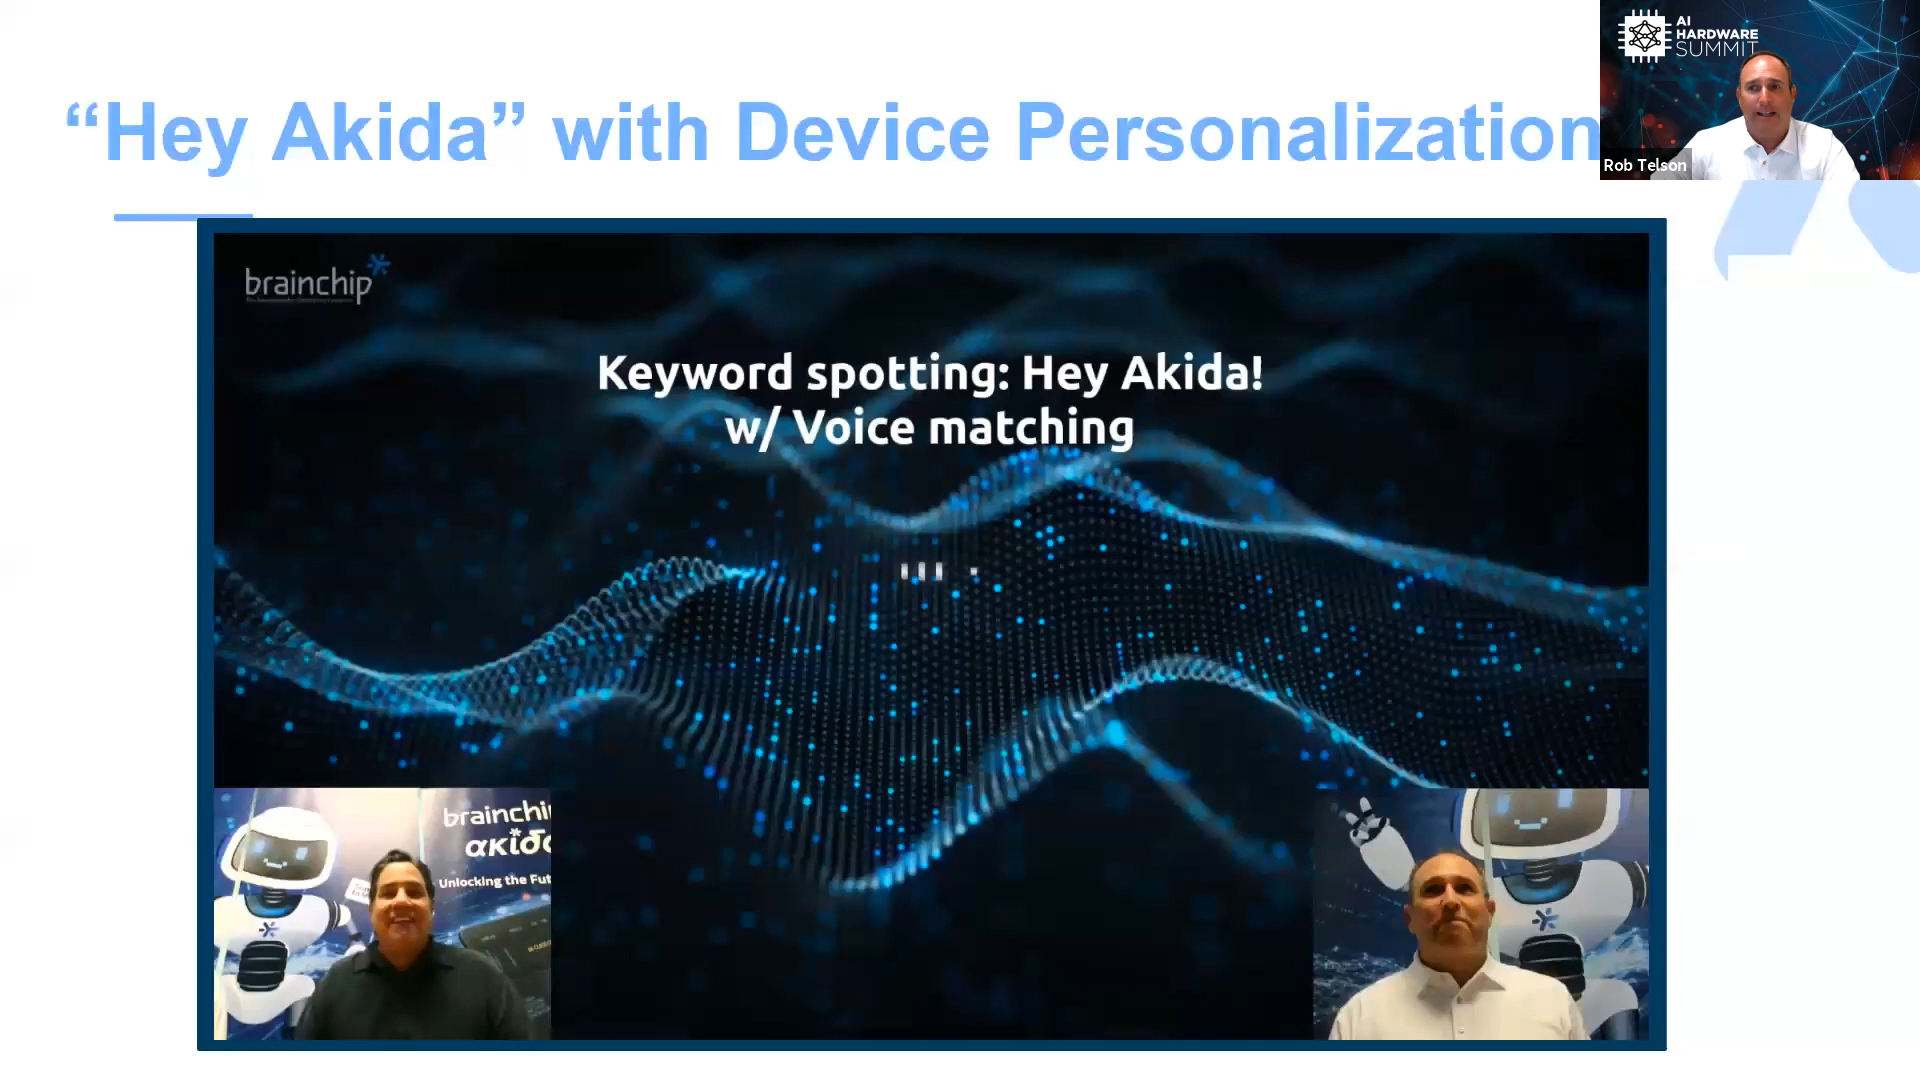 AI
HARDWARE
SUMMIT
“Hey Akida” with Device Personalization
Rob Telson
brainchip
Keyword spotting: Hey Akida!
w/ Voice matching
brainchi
ακίδα
Unlocking the Fut